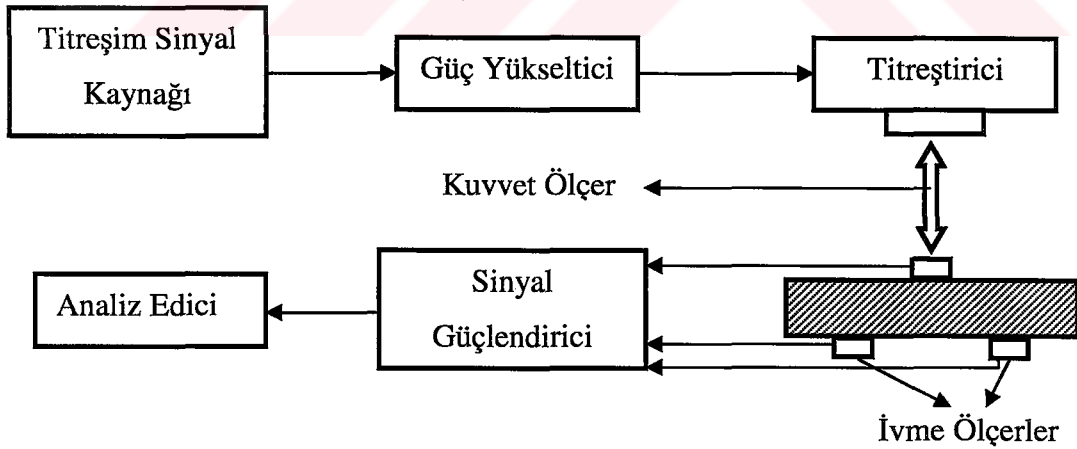 Titreşim Sinyal
Kaynağı
Güç Yükseltici
Titreştirici
Kuvvet Ölçer
Sinyal
Güçlendirici
Analiz Edici
İvme Ölçerler